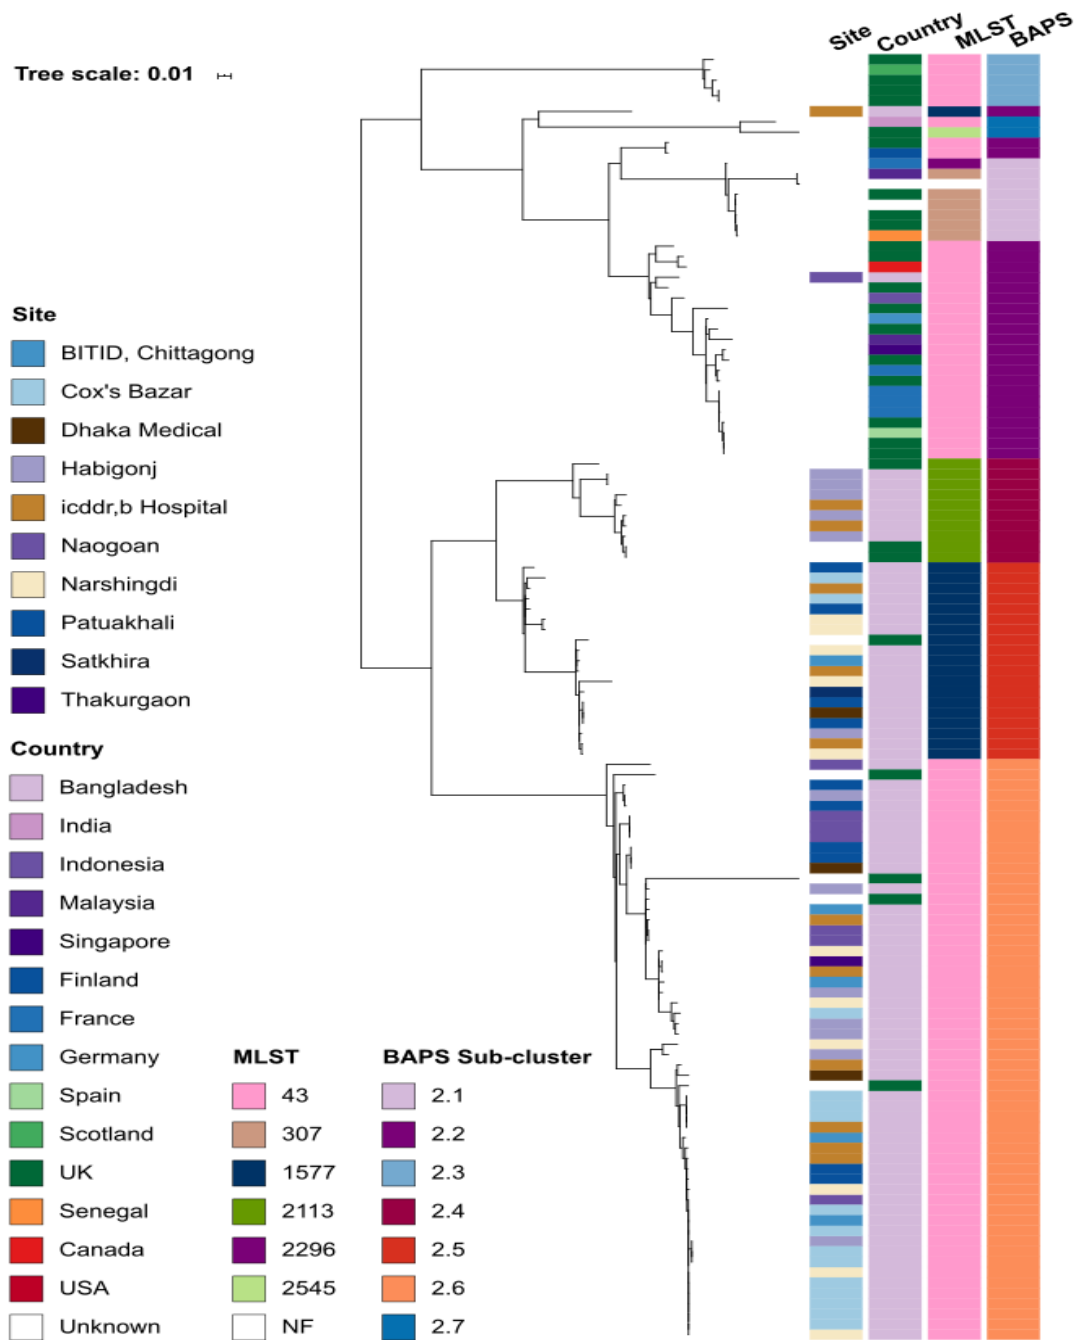 Site Country MLST BAPS
Tree scale: 0.01
Site
BITID, Chittagong
Cox's Bazar
Dhaka Medical
Habigonj
icddr,b Hospital
Naogoan
Narshingdi
Patuakhali
Satkhira
Thakurgaon
Country
Bangladesh
India
Indonesia
Malaysia
Singapore
Finland
France
Germany
Spain
Scotland
UK
Senegal
Canada
USA
Unknown
MLST
43
307
1577
2113
2296
2545
NF
BAPS Sub-cluster
2.1
2.2
2.3
2.4
2.5
2.6
2.7